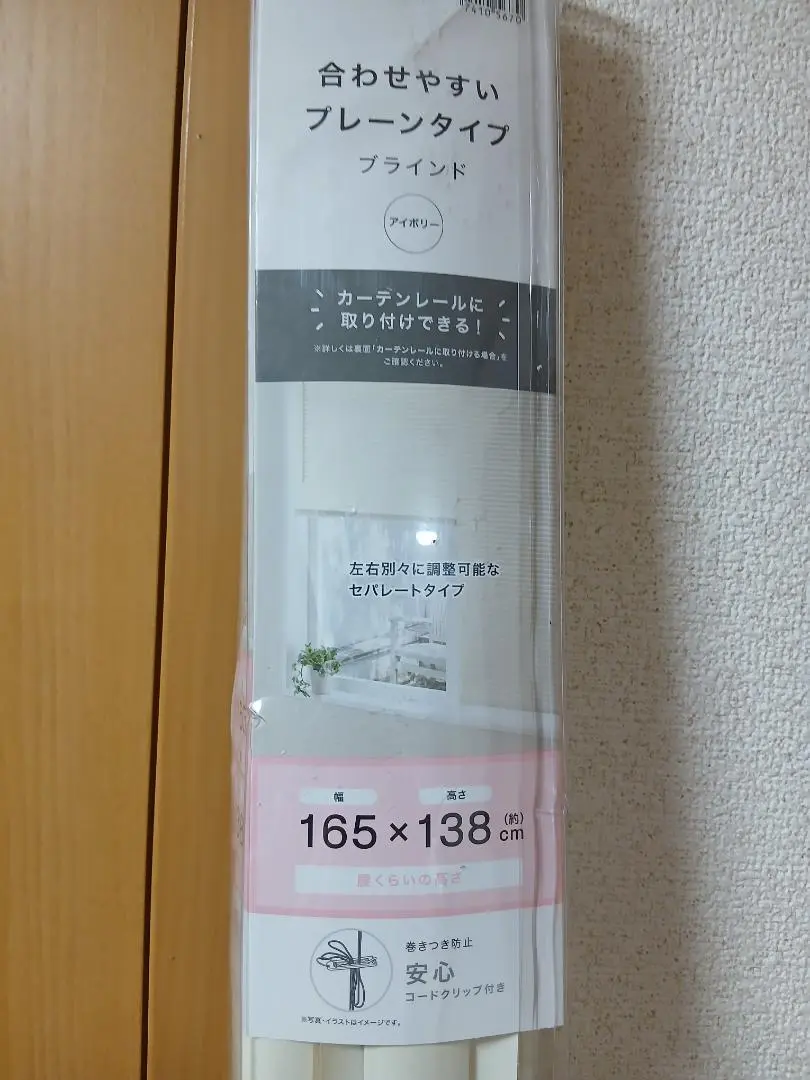 7410 5670
合わせやすい
プレーンタイプ
ブラインド
アイボリー
カーテンレールに
取り付けできる!
※詳しくは裏面「カーテンレールに取り付ける場合」を
ご確認ください。
左右別々に調整可能な
セパレートタイプ
幅 高さ
165×138(約)cm
腰くらいの高さ
巻きつき防止
安心
コードクリップ付き
※写真・イラストはイメージです。